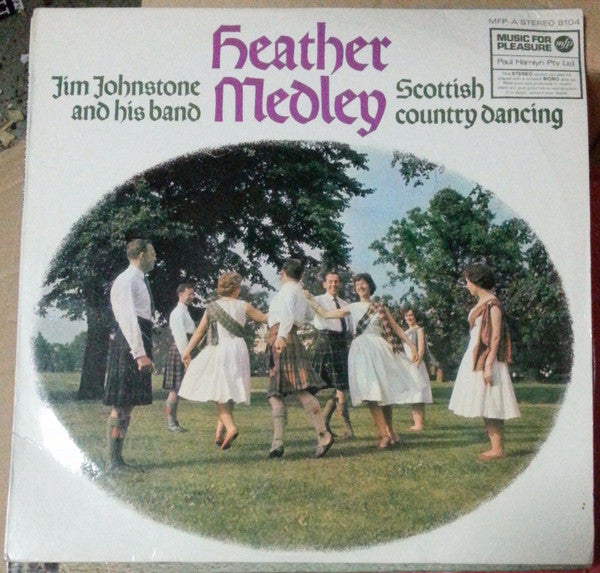 MFP-A STEREO 8104
MUSIC FOR
PLEASURE mfp
Paul Hamlyn Pty Ltd
Heather
Medley
Jim Johnstone
and his band
Scottish
country dancing